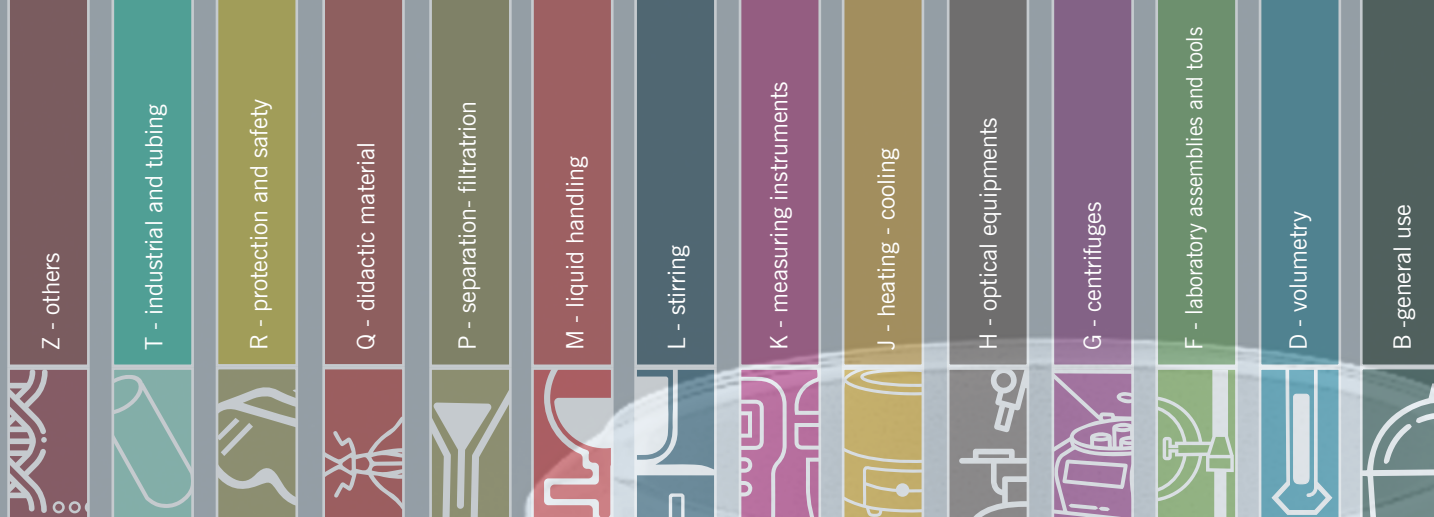 Z - others
T - industrial and tubing
R - protection and safety
Q - didactic material
P - separation- filtratrion
M - liquid handling
L - stirring
K - measuring instruments
J - heating - cooling
H - optical equipments
G - centrifuges
F - laboratory assemblies and tools
D - volumetry
B -general use